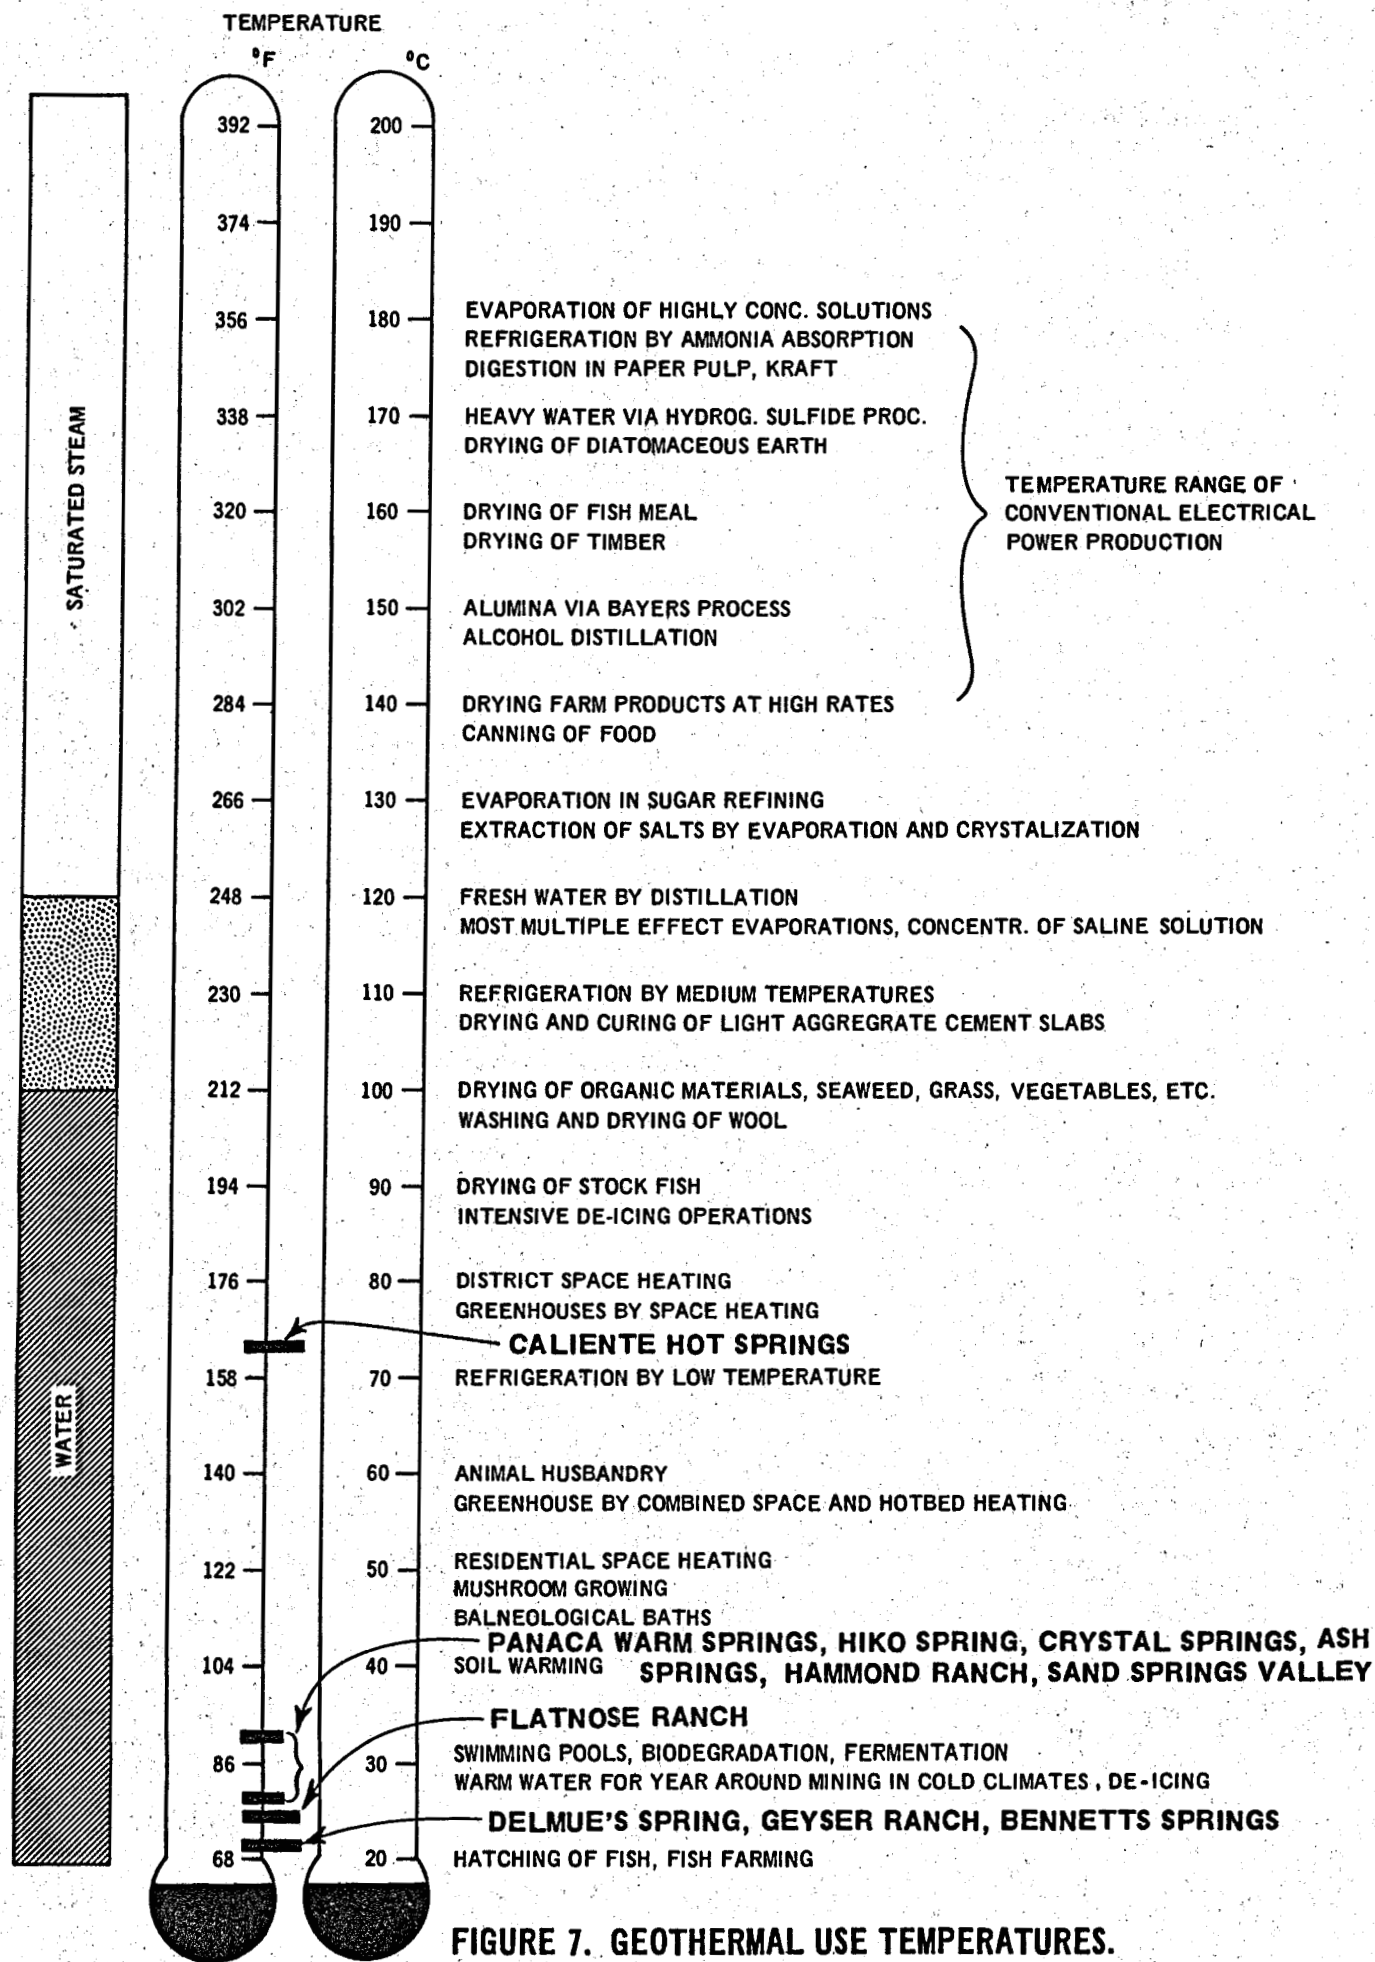 TEMPERATURE
°F
°C
392
200
374
190
356
180
EVAPORATION OF HIGHLY CONC. SOLUTIONS
REFRIGERATION BY AMMONIA ABSORPTION
DIGESTION IN PAPER PULP, KRAFT
338
170
HEAVY WATER VIA HYDROG. SULFIDE PROC.
DRYING OF DIATOMACEOUS EARTH
SATURATED STEAM
TEMPERATURE RANGE OF
CONVENTIONAL ELECTRICAL
POWER PRODUCTION
320
160
DRYING OF FISH MEAL
DRYING OF TIMBER
302
150
ALUMINA VIA BAYERS PROCESS
ALCOHOL DISTILLATION
284
140
DRYING FARM PRODUCTS AT HIGH RATES
CANNING OF FOOD
266
130
EVAPORATION IN SUGAR REFINING
EXTRACTION OF SALTS BY EVAPORATION AND CRYSTALIZATION
248
120
FRESH WATER BY DISTILLATION
MOST MULTIPLE EFFECT EVAPORATIONS, CONCENTR. OF SALINE SOLUTION
230
110
REFRIGERATION BY MEDIUM TEMPERATURES
DRYING AND CURING OF LIGHT AGGREGRATE CEMENT SLABS
212
100
DRYING OF ORGANIC MATERIALS, SEAWEED, GRASS, VEGETABLES, ETC.
WASHING AND DRYING OF WOOL
194
90
DRYING OF STOCK FISH
INTENSIVE DE-ICING OPERATIONS
176
80
DISTRICT SPACE HEATING
GREENHOUSES BY SPACE HEATING
CALIENTE HOT SPRINGS
158
70
REFRIGERATION BY LOW TEMPERATURE
WATER
140
60
ANIMAL HUSBANDRY
GREENHOUSE BY COMBINED SPACE AND HOTBED HEATING
122
50
RESIDENTIAL SPACE HEATING
MUSHROOM GROWING
BALNEOLOGICAL BATHS
PANACA WARM SPRINGS, HIKO SPRING, CRYSTAL SPRINGS, ASH
SPRINGS, HAMMOND RANCH, SAND SPRINGS VALLEY
104
40
SOIL WARMING
FLATNOSE RANCH
86
30
SWIMMING POOLS, BIODEGRADATION, FERMENTATION
WARM WATER FOR YEAR AROUND MINING IN COLD CLIMATES, DE-ICING
DELMUE'S SPRING, GEYSER RANCH, BENNETTS SPRINGS
68
20
HATCHING OF FISH, FISH FARMING
FIGURE 7. GEOTHERMAL USE TEMPERATURES.